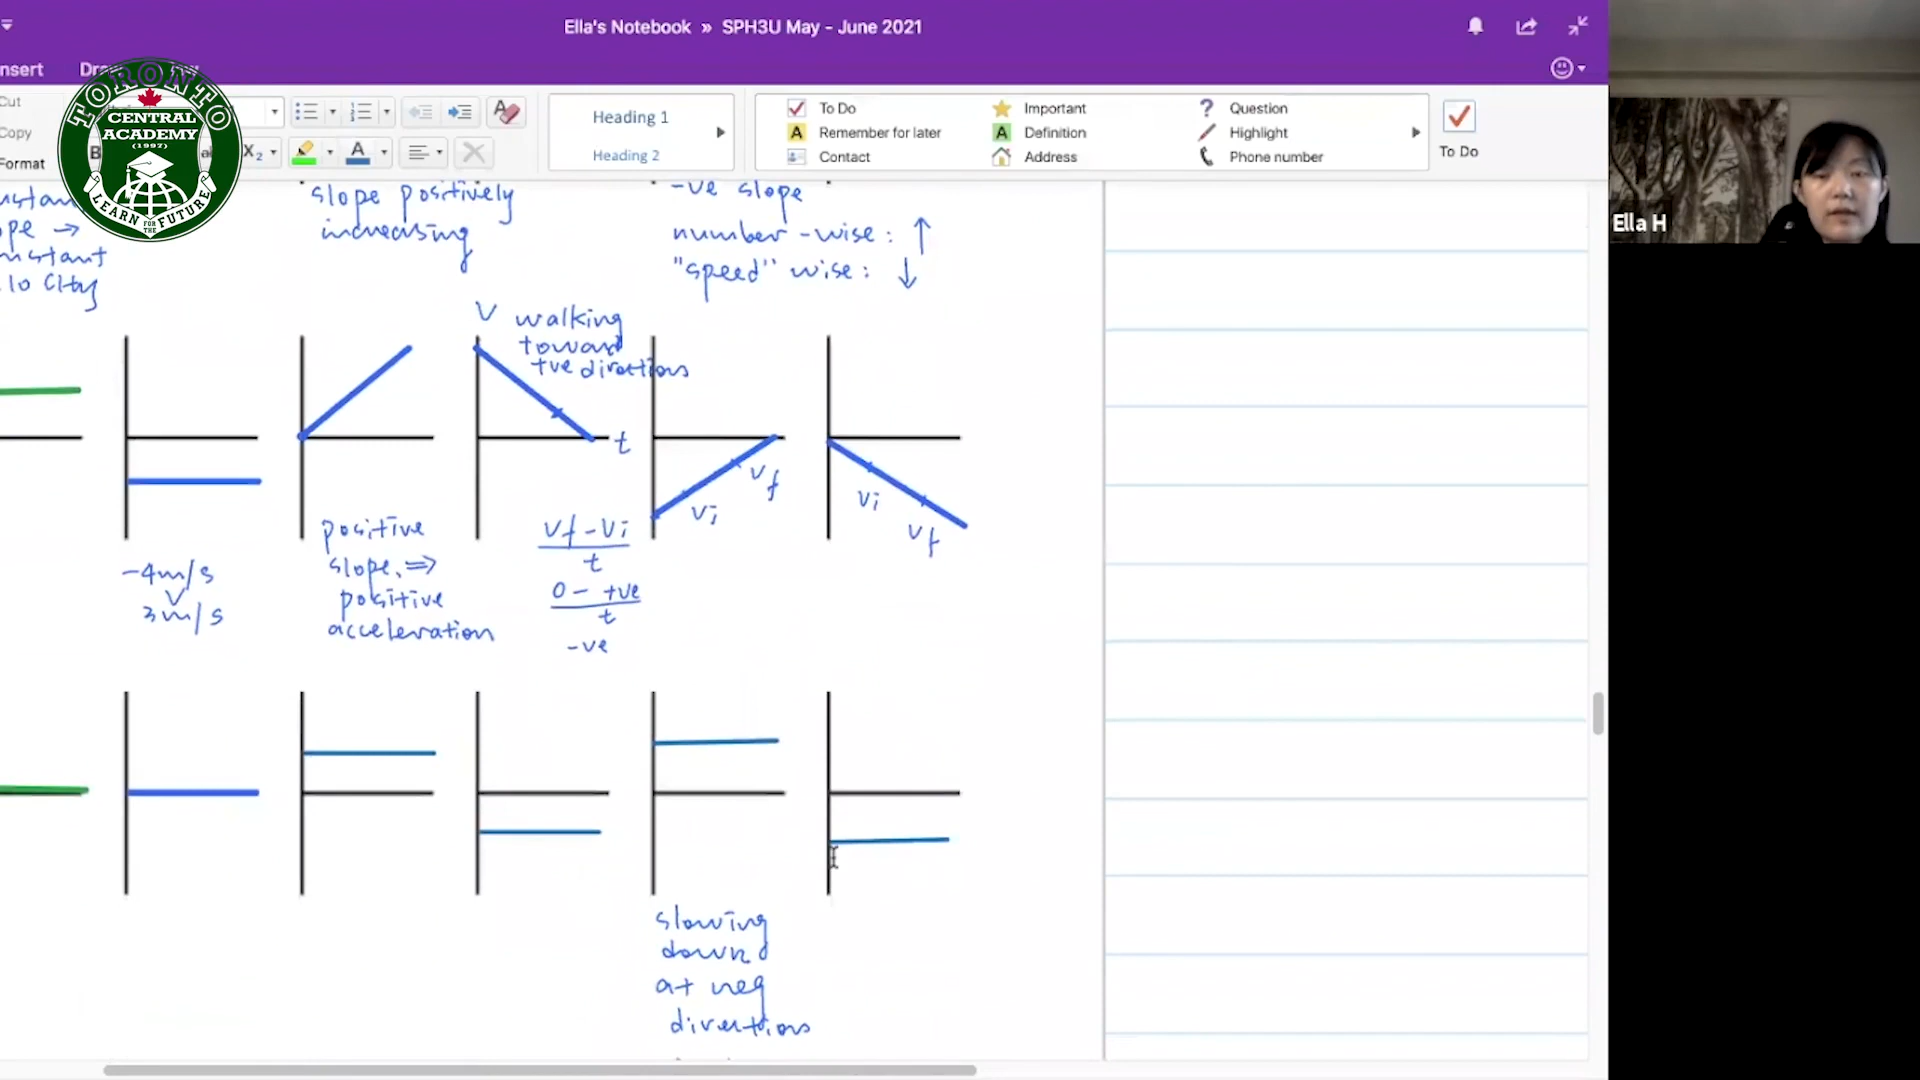 Ella's Notebook » SPH3U May - June 2021
nsert
TORONTO
CENTRAL
ACADEMY
(1997)
LEARN FOR THE FUTURE
Cut
Copy
Format
B
X₂
A
Heading 1
Heading 2
To Do
Important
Question
Remember for later
Definition
Highlight
Contact
Address
Phone number
To Do
Ella H
slope positively
increasing
-ve slope
number-wise: ↑
"speed" wise: ↓
nstant
V walking
toward
+ve directions
t
vi
vf
vi
vf
-4m/s
3m/s
positive
slope. ⇒
positive
acceleration
vf - vi
t
0 - +ve
t
-ve
slowing
down
at neg
directions